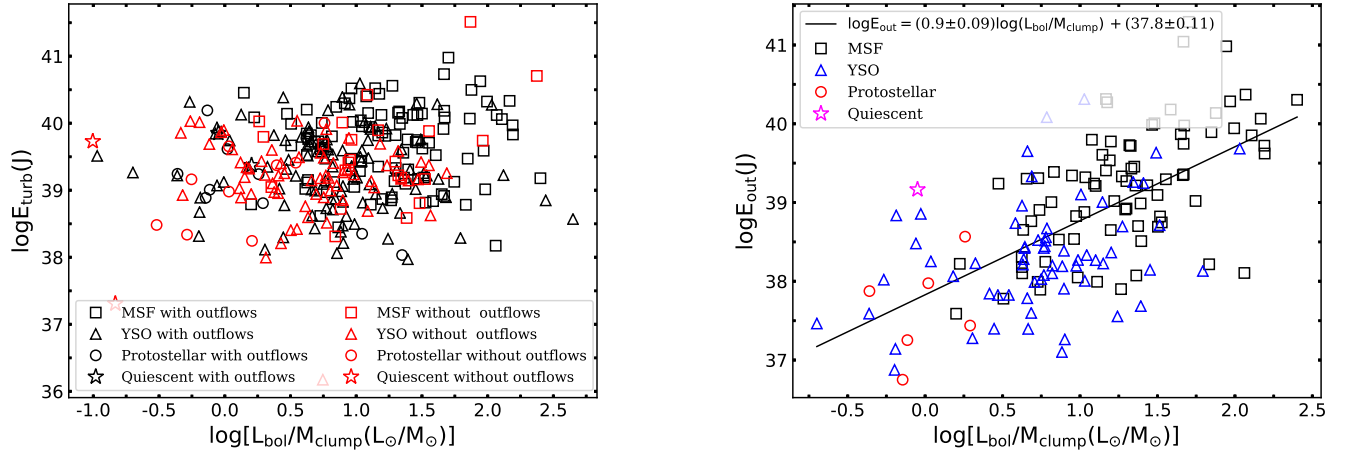 41
40
39
38
37
36
logE_turb(J)
MSF with outflows
YSO with outflows
Protostellar with outflows
Quiescent with outflows
MSF without outflows
YSO without outflows
Protostellar without outflows
Quiescent without outflows
-1.0 -0.5 0.0 0.5 1.0 1.5 2.0 2.5
log[L_bol/M_clump(L_⊙/M_⊙)]
41
40
39
38
37
logE_out(J)
logE_out=(0.9±0.09)log(L_bol/M_clump) +(37.8±0.11)
MSF
YSO
Protostellar
Quiescent
-0.5 0.0 0.5 1.0 1.5 2.0 2.5
log[L_bol/M_clump(L_⊙/M_⊙)]